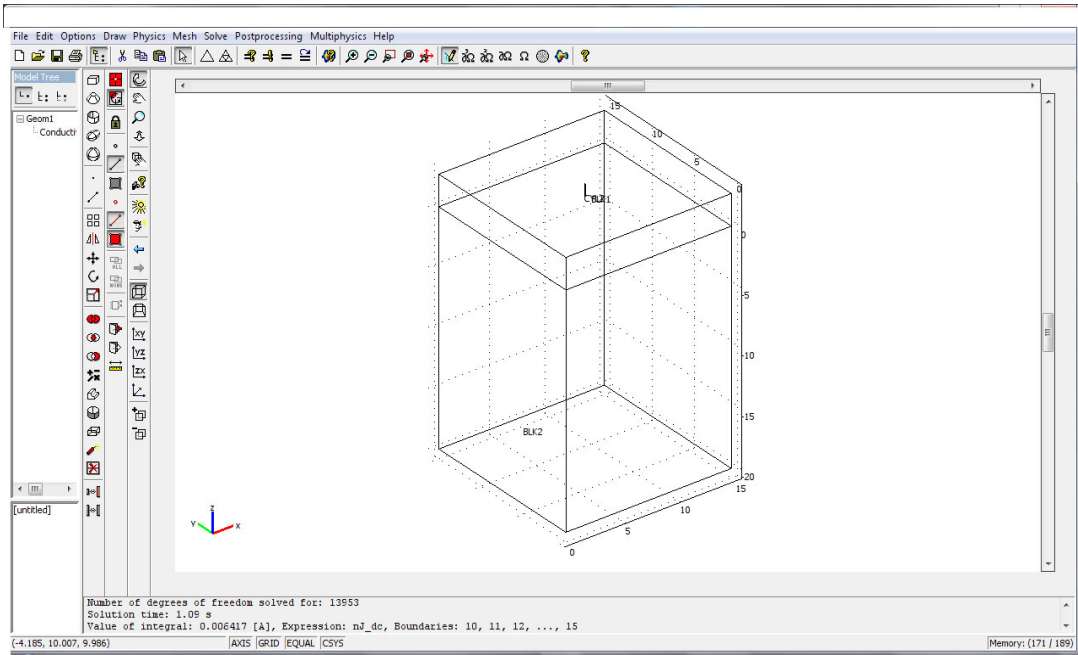 File Edit Options Draw Physics Mesh Solve Postprocessing Multiphysics Help
Model Tree
Geom1
Conducti
[untitled]
15
10
5
0
BLK1
0
-5
-10
-15
-20
BLK2
15
10
5
0
z
y
x
Number of degrees of freedom solved for: 13953
Solution time: 1.09 s
Value of integral: 0.006417 [A], Expression: nJ_dc, Boundaries: 10, 11, 12, ..., 15
(-4.185, 10.007, 9.986) AXIS GRID EQUAL CSYS Memory: (171 / 189)